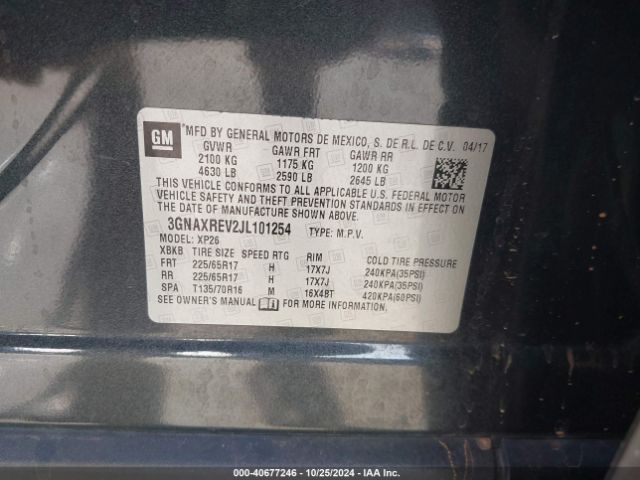 GM
*MFD BY GENERAL MOTORS DE MEXICO, S. DE R.L. DE C.V. 04/17
GVWR GAWR FRT GAWR RR
2100 KG 1175 KG 1200 KG
4630 LB 2590 LB 2645 LB
THIS VEHICLE CONFORMS TO ALL APPLICABLE U.S. FEDERAL MOTOR
VEHICLE SAFETY AND THEFT PREVENTION STANDARDS IN EFFECT ON
THE DATE OF MANUFACTURE SHOWN ABOVE.
3GNAXREV2JL101254 TYPE: M.P.V.
MODEL: XP26
XBKB TIRE SIZE SPEED RTG RIM COLD TIRE PRESSURE
FRT 225/65R17 H 17X7J 240KPA(35PSI)
RR 225/65R17 H 17X7J 240KPA(35PSI)
SPA T135/70R16 M 16X4BT 420KPA(60PSI)
SEE OWNER'S MANUAL FOR MORE INFORMATION.
000-40677246 - 10/25/2024 - IAA Inc.